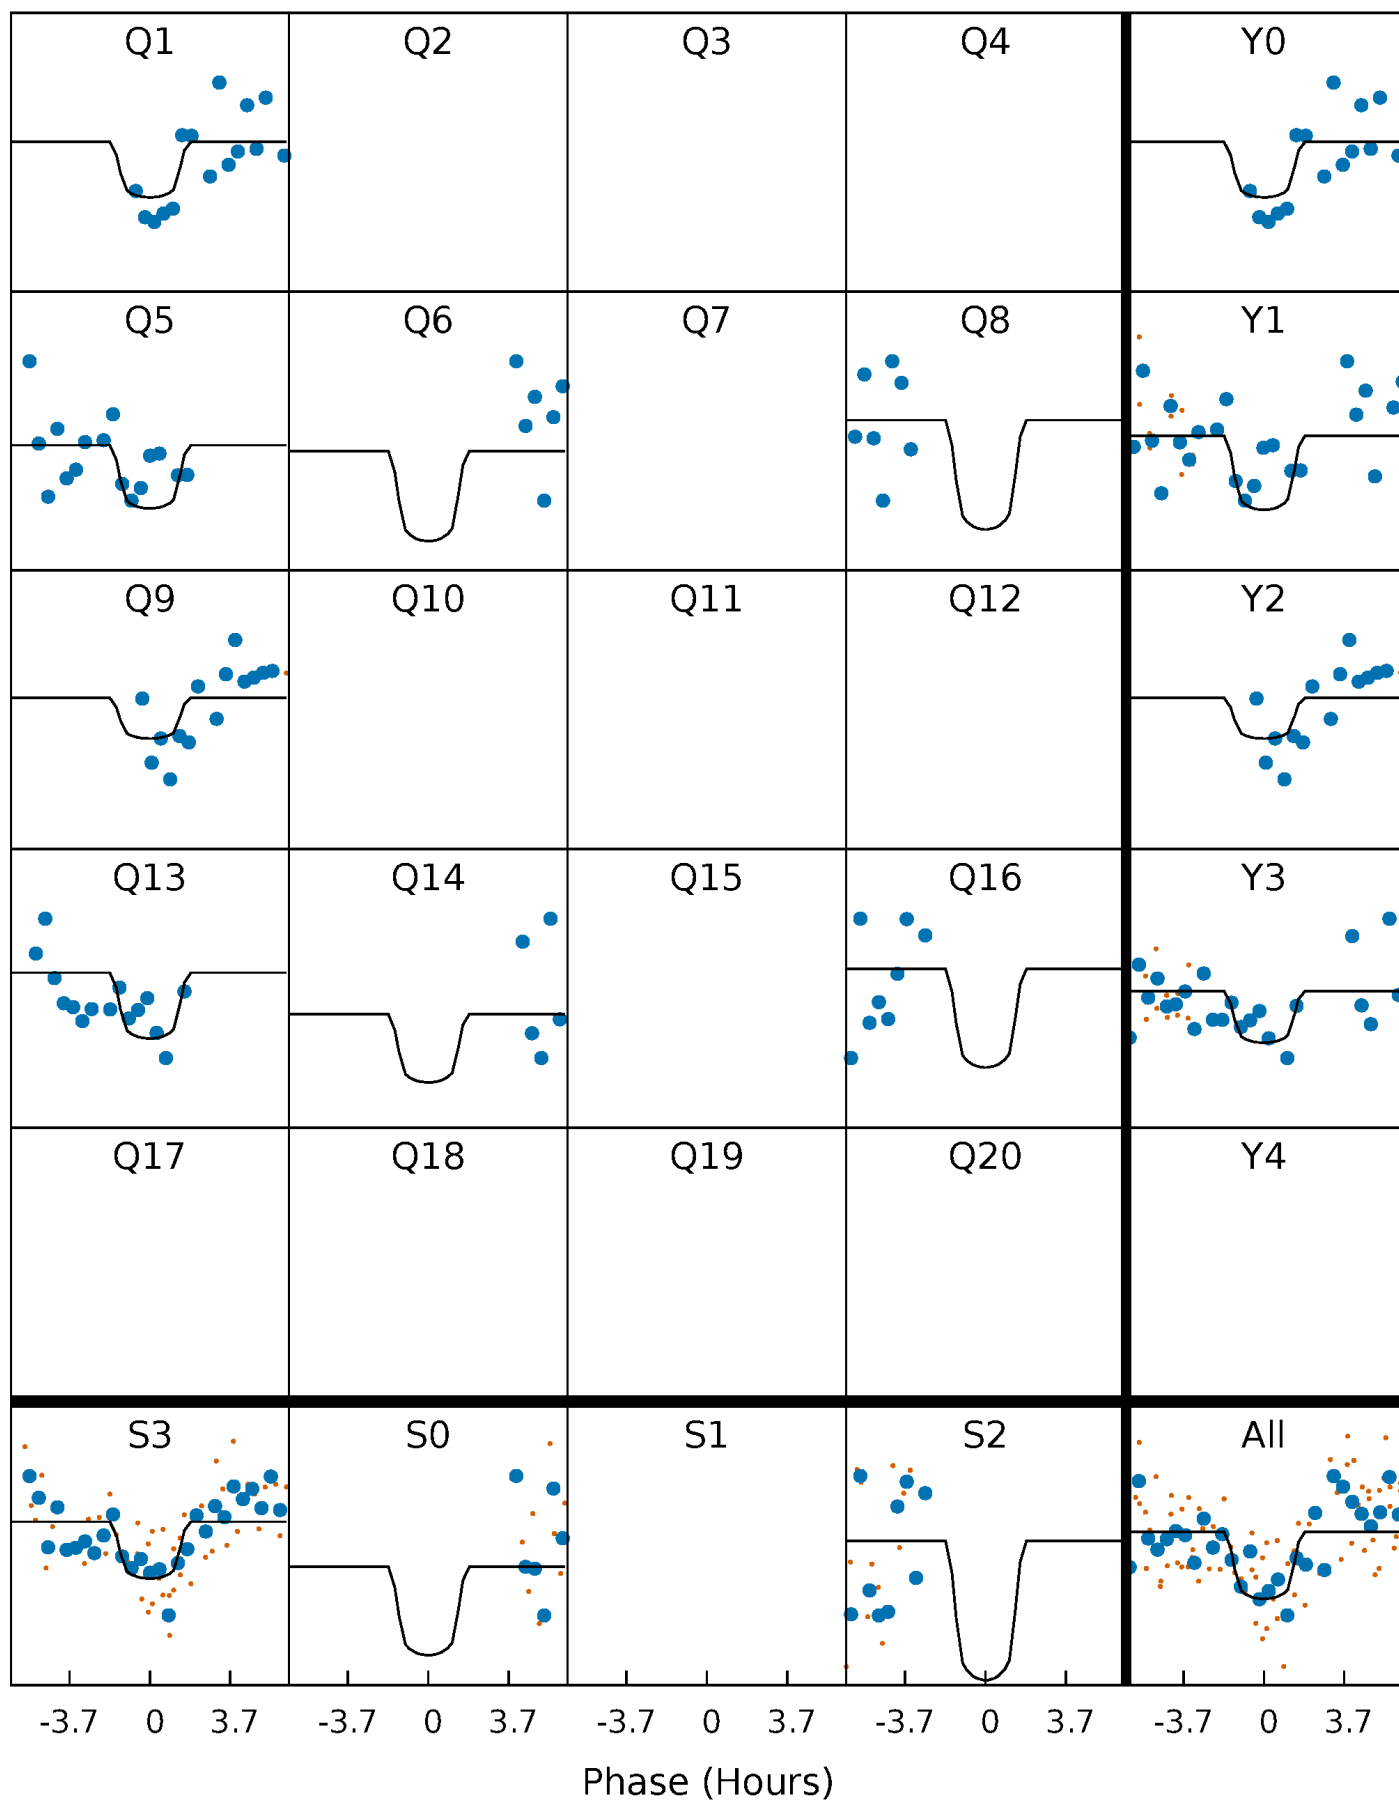 Q1 Q2 Q3 Q4 Y0
Q5 Q6 Q7 Q8 Y1
Q9 Q10 Q11 Q12 Y2
Q13 Q14 Q15 Q16 Y3
Q17 Q18 Q19 Q20 Y4
S3 S0 S1 S2 All
-3.7 0 3.7 -3.7 0 3.7 -3.7 0 3.7 -3.7 0 3.7 -3.7 0 3.7
Phase (Hours)